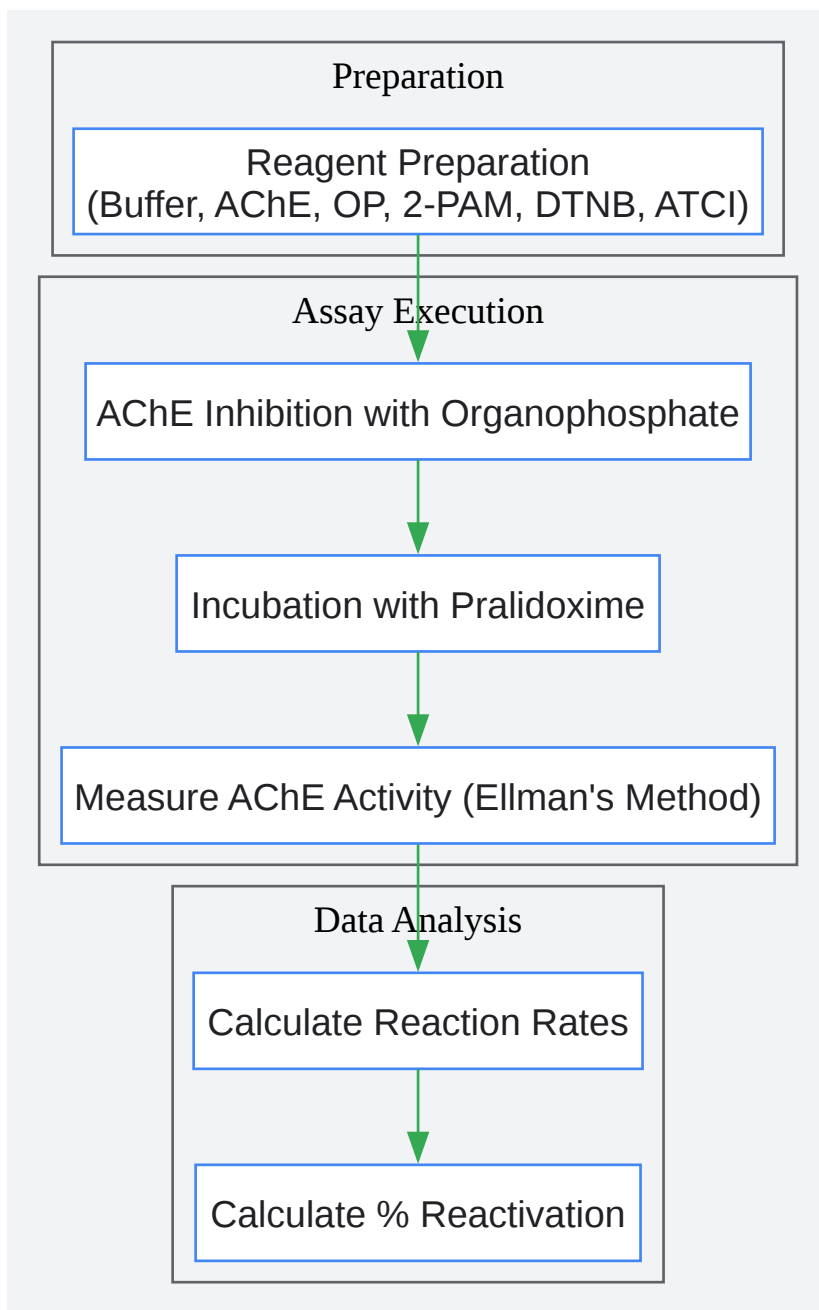 Preparation
Reagent Preparation
(Buffer, AChE, OP, 2-PAM, DTNB, ATCI)
Assay Execution
AChE Inhibition with Organophosphate
Incubation with Pralidoxime
Measure AChE Activity (Ellman's Method)
Data Analysis
Calculate Reaction Rates
Calculate % Reactivation